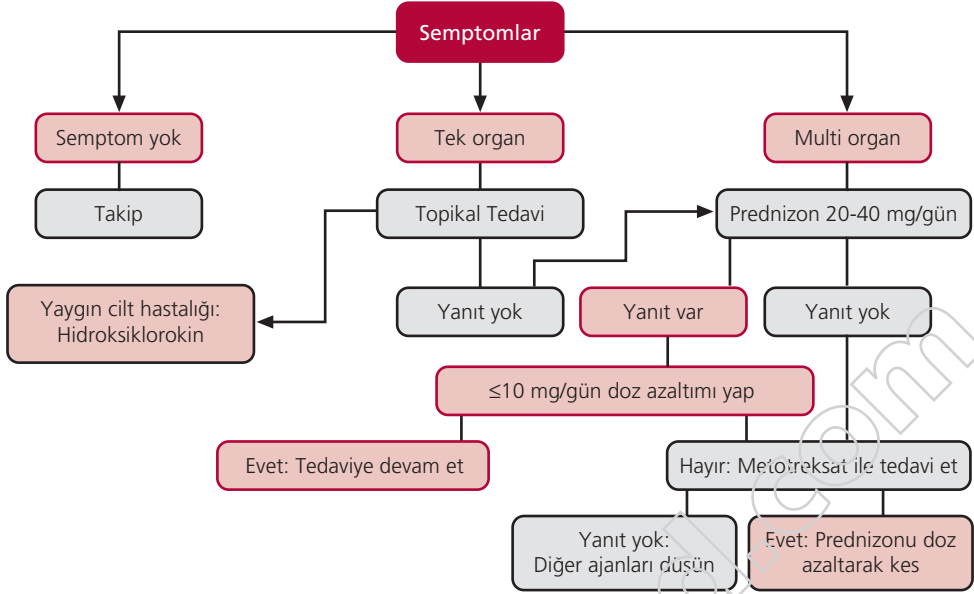 Semptomlar
Semptom yok
Tek organ
Multi organ
Takip
Topikal Tedavi
Prednizon 20-40 mg/gün
Yaygın cilt hastalığı:
Hidroksiklorokin
Yanıt yok
Yanıt var
Yanıt yok
≤10 mg/gün doz azaltımı yap
Evet: Tedaviye devam et
Hayır: Metotreksat ile tedavi et
Yanıt yok:
Diğer ajanları düşün
Evet: Prednizonu doz
azaltarak kes
d.com